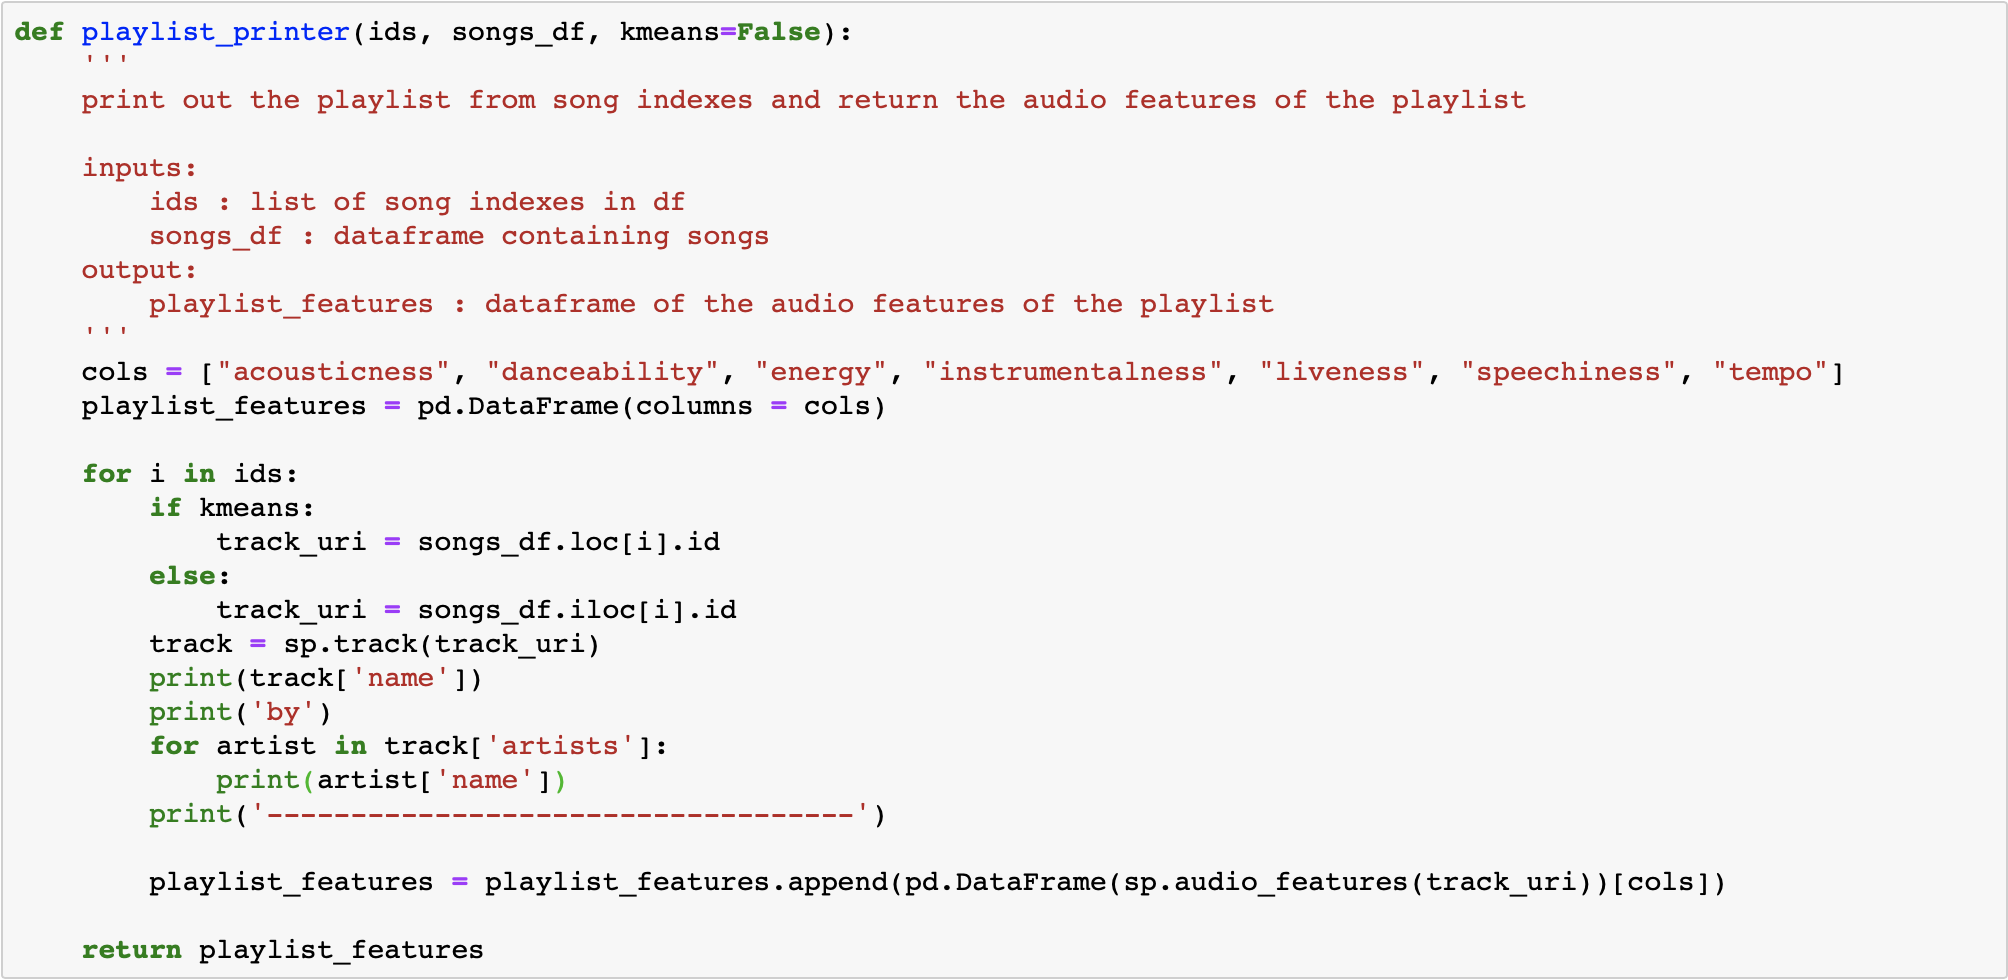 def playlist_printer(ids, songs_df, kmeans=False):
    '''
    print out the playlist from song indexes and return the audio features of the playlist

    inputs:
        ids : list of song indexes in df
        songs_df : dataframe containing songs
    output:
        playlist_features : dataframe of the audio features of the playlist
    '''
    cols = ["acousticness", "danceability", "energy", "instrumentalness", "liveness", "speechiness", "tempo"]
    playlist_features = pd.DataFrame(columns = cols)

    for i in ids:
        if kmeans:
            track_uri = songs_df.loc[i].id
        else:
            track_uri = songs_df.iloc[i].id
        track = sp.track(track_uri)
        print(track['name'])
        print('by')
        for artist in track['artists']:
            print(artist['name'])
        print('-----------------------------------')

        playlist_features = playlist_features.append(pd.DataFrame(sp.audio_features(track_uri))[cols])

    return playlist_features